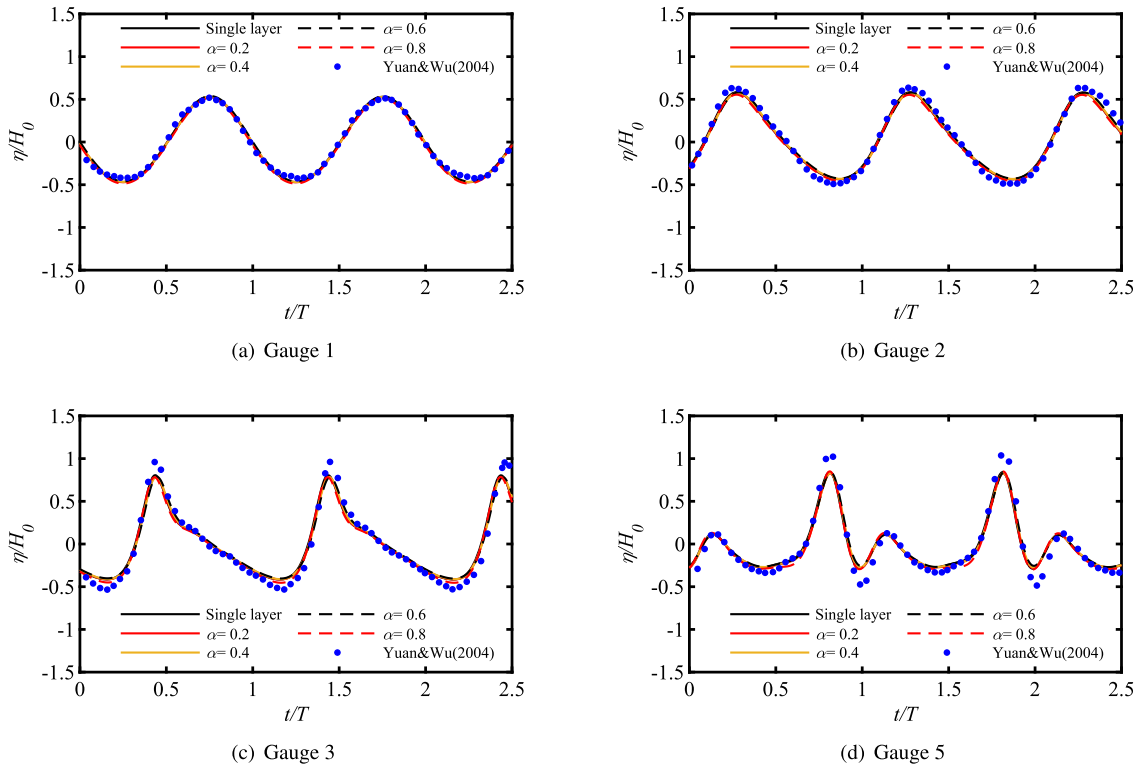 1.5
1
0.5
0
-0.5
-1
-1.5
η/H0
Single layer
α= 0.2
α= 0.4
α= 0.6
α= 0.8
Yuan&Wu(2004)
0 0.5 1 1.5 2 2.5
t/T
(a) Gauge 1
1.5
1
0.5
0
-0.5
-1
-1.5
η/H0
Single layer
α= 0.2
α= 0.4
α= 0.6
α= 0.8
Yuan&Wu(2004)
0 0.5 1 1.5 2 2.5
t/T
(b) Gauge 2
1.5
1
0.5
0
-0.5
-1
-1.5
η/H0
Single layer
α= 0.2
α= 0.4
α= 0.6
α= 0.8
Yuan&Wu(2004)
0 0.5 1 1.5 2 2.5
t/T
(c) Gauge 3
1.5
1
0.5
0
-0.5
-1
-1.5
η/H0
Single layer
α= 0.2
α= 0.4
α= 0.6
α= 0.8
Yuan&Wu(2004)
0 0.5 1 1.5 2 2.5
t/T
(d) Gauge 5